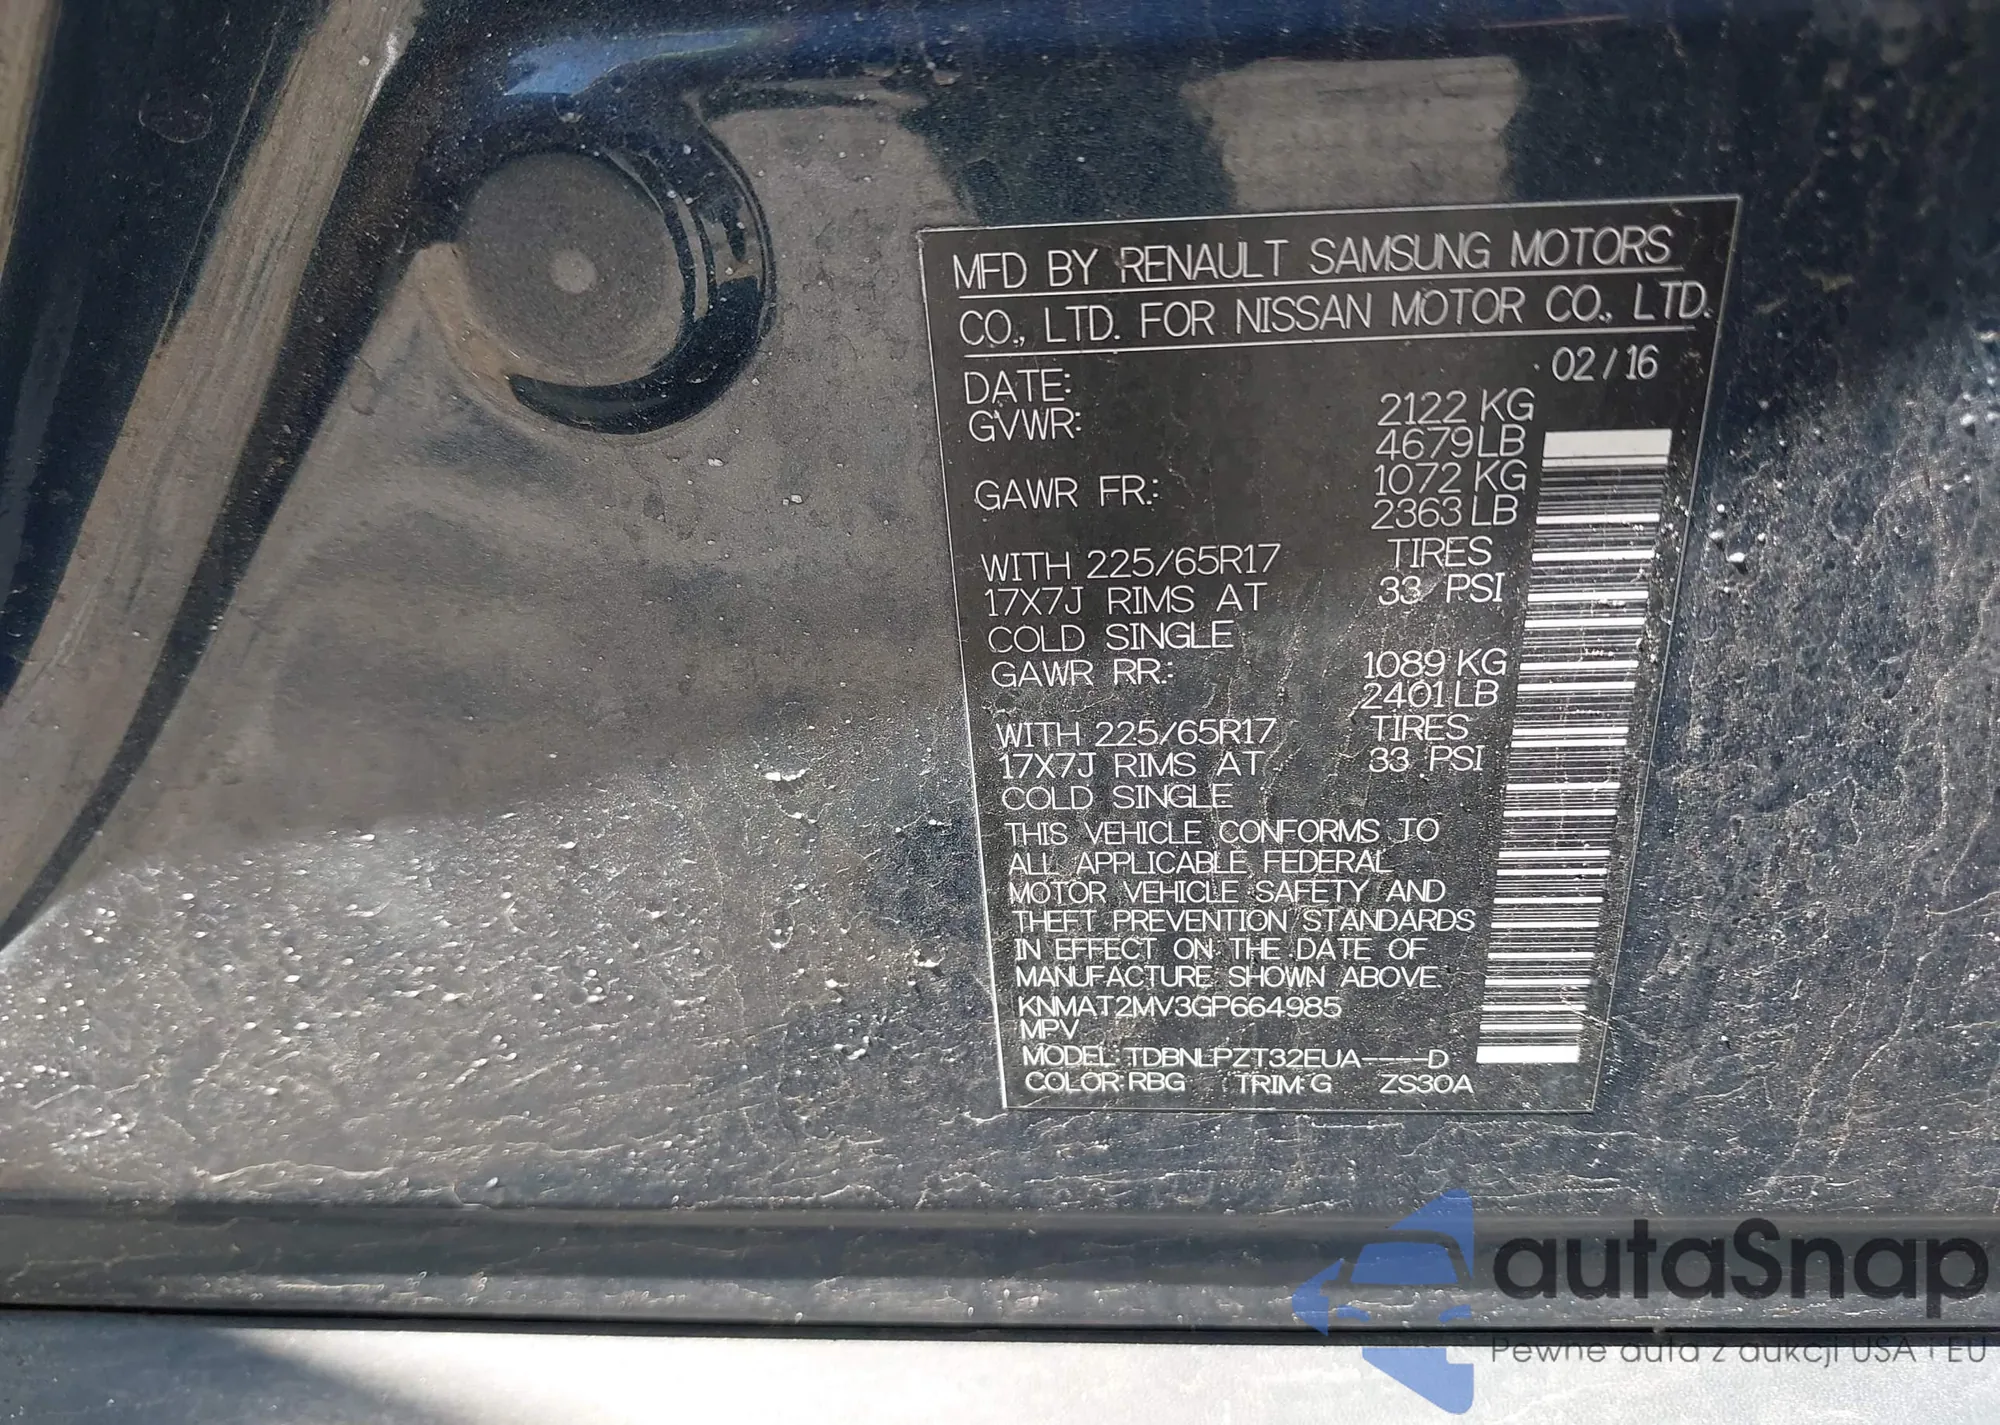 MFD BY RENAULT SAMSUNG MOTORS
CO., LTD. FOR NISSAN MOTOR CO., LTD.
DATE: 02/16
GVWR: 2122 KG
4679 LB
GAWR FR.: 1072 KG
2363 LB
WITH 225/65R17 TIRES
17X7J RIMS AT 33 PSI
COLD SINGLE
GAWR RR.: 1089 KG
2401 LB
WITH 225/65R17 TIRES
17X7J RIMS AT 33 PSI
COLD SINGLE
THIS VEHICLE CONFORMS TO
ALL APPLICABLE FEDERAL
MOTOR VEHICLE SAFETY AND
THEFT PREVENTION STANDARDS
IN EFFECT ON THE DATE OF
MANUFACTURE SHOWN ABOVE.
KNMAT2MV3GP664985
MPV
MODEL: TDBNLPZT32EUA----D
COLOR: RBG TRIM: G ZS30A
autaSnap
Pewne auta z aukcji USA i EU